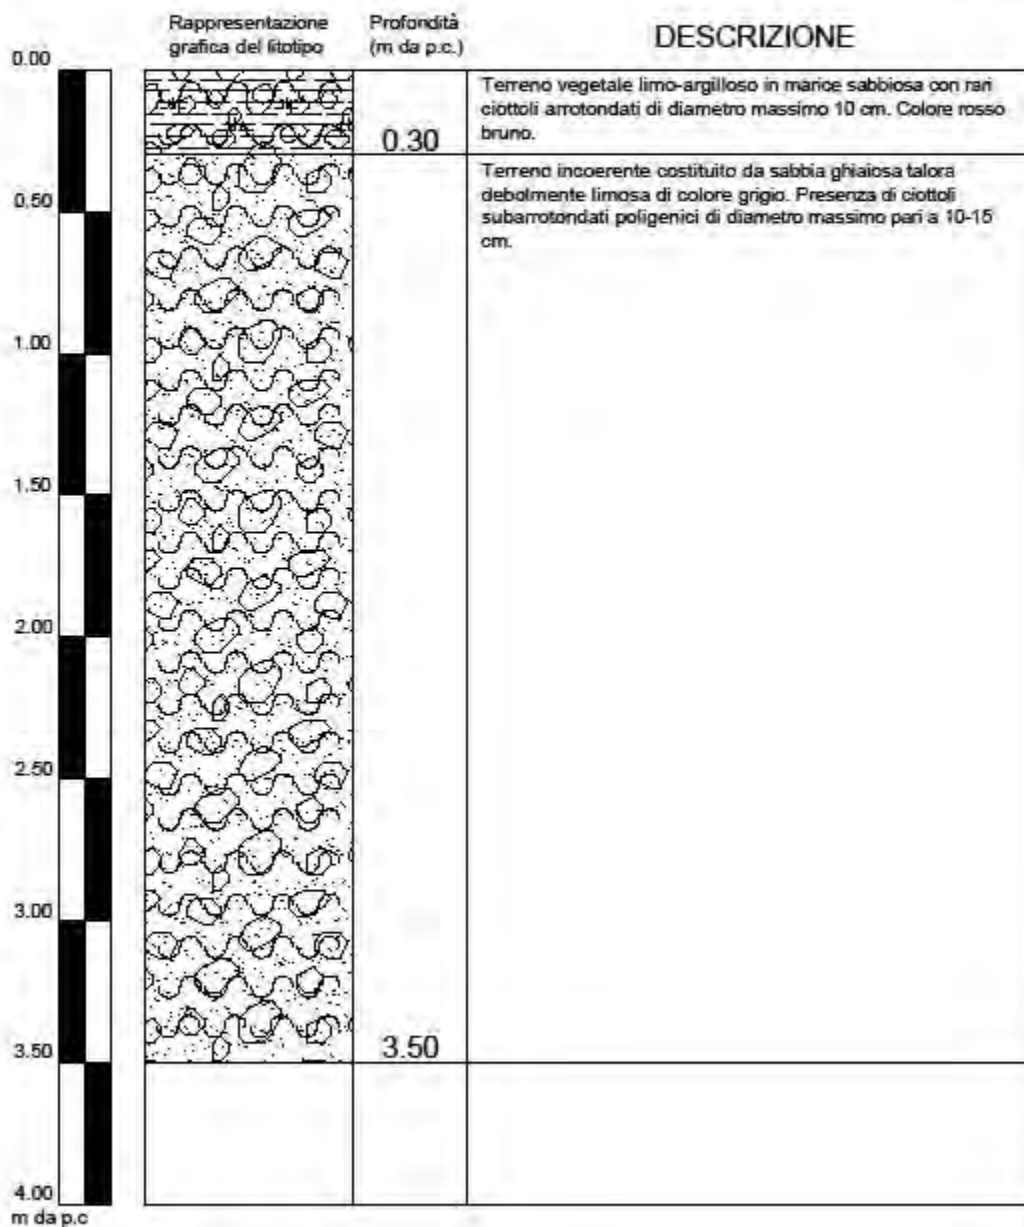 Rappresentazione
grafica del litotipo
Profondità
(m da p.c.)
DESCRIZIONE
0.00
Terreno vegetale limo-argilloso in matrice sabbiosa con rari
ciottoli arrotondati di diametro massimo 10 cm. Colore rosso
bruno.
0.30
Terreno incoerente costituito da sabbia ghiaiosa talora
debolmente limosa di colore grigio. Presenza di ciottoli
subarrotondati poligenici di diametro massimo pari a 10-15
cm.
0.50
1.00
1.50
2.00
2.50
3.00
3.50
3.50
4.00
m da p.c